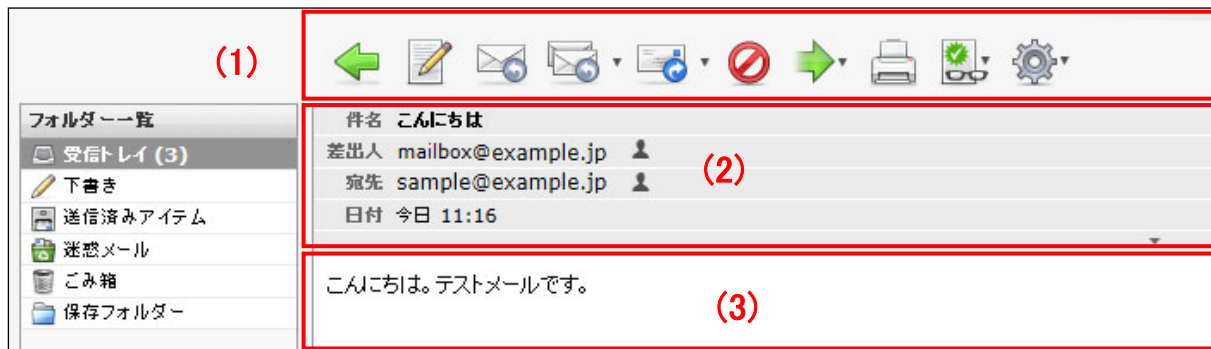 (1)
フォルダー一覧
受信トレイ (3)
下書き
送信済みアイテム
迷惑メール
ごみ箱
保存フォルダー
件名 こんにちは
差出人 mailbox@example.jp
宛先 sample@example.jp
日付 今日 11:16
(2)
こんにちは。テストメールです。
(3)